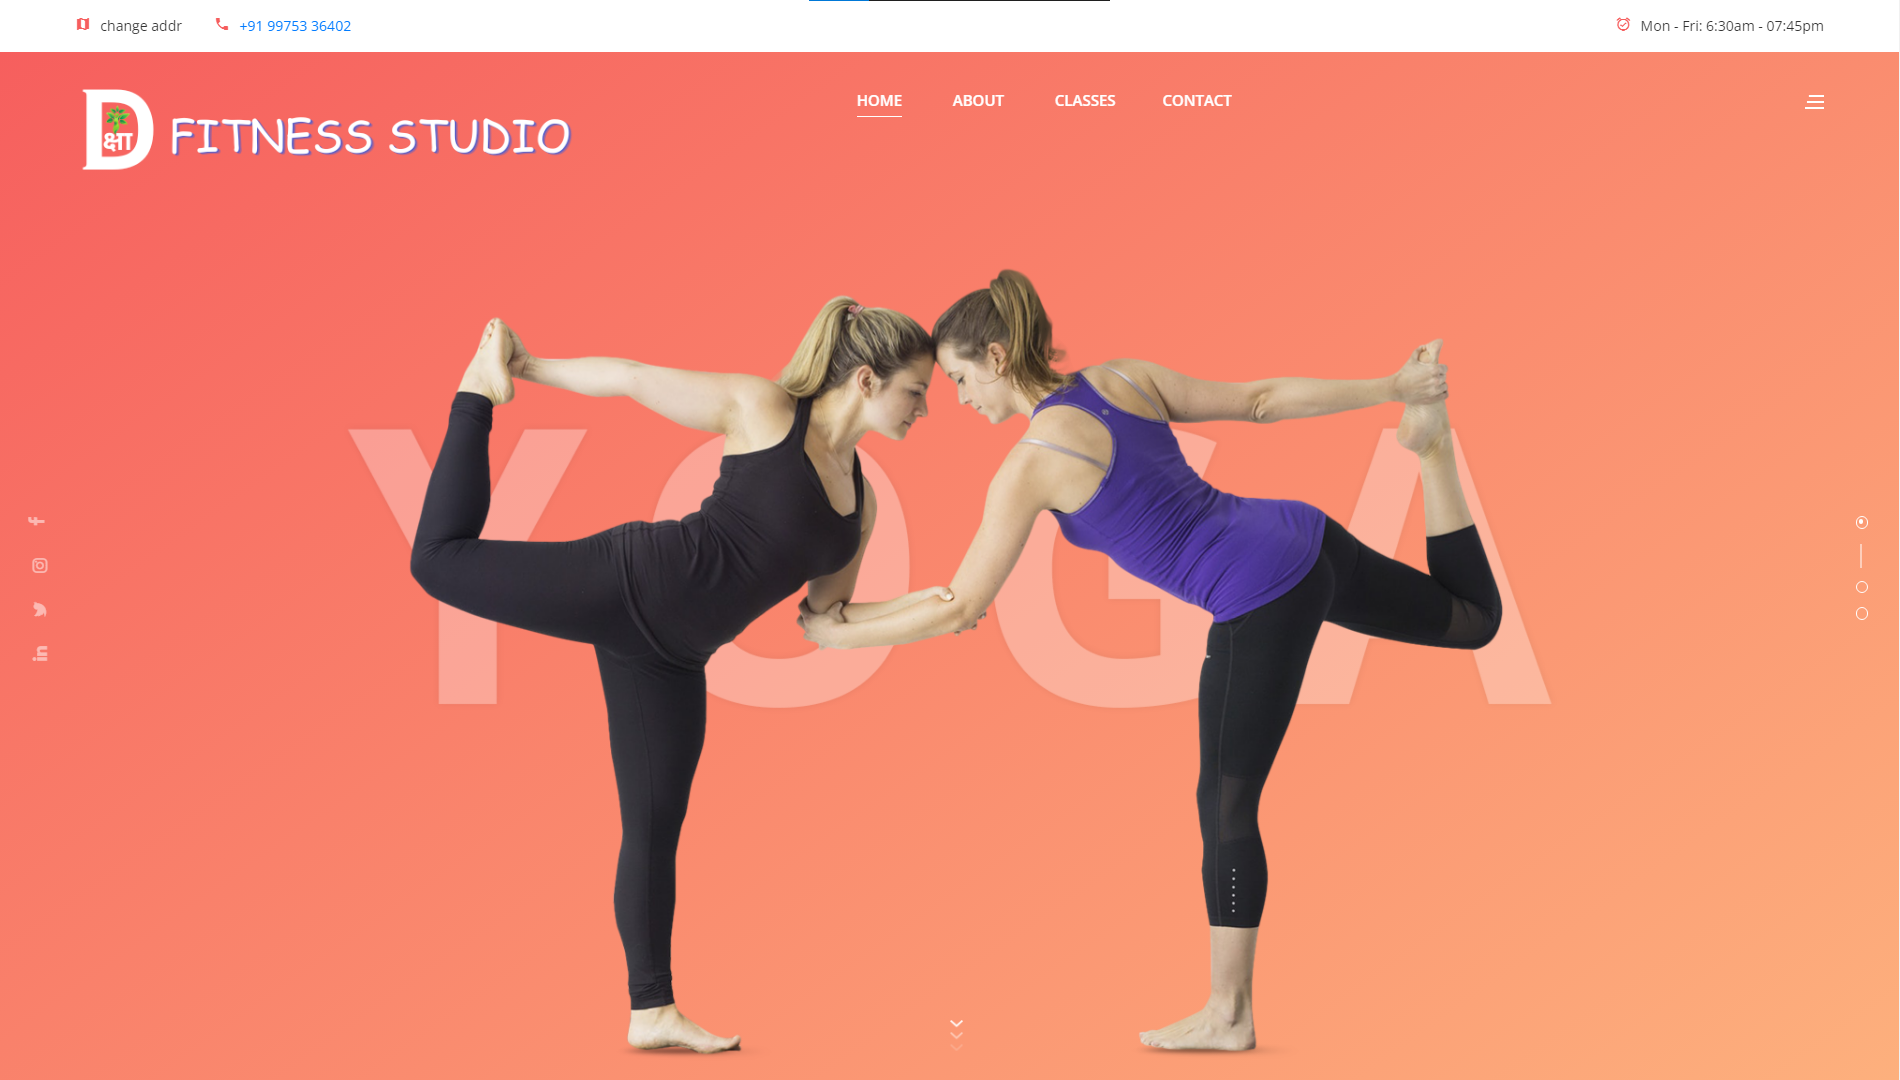 change addr
+91 99753 36402
Mon - Fri: 6:30am - 07:45pm
D
क्षा
FITNESS STUDIO
HOME
ABOUT
CLASSES
CONTACT
YOGA